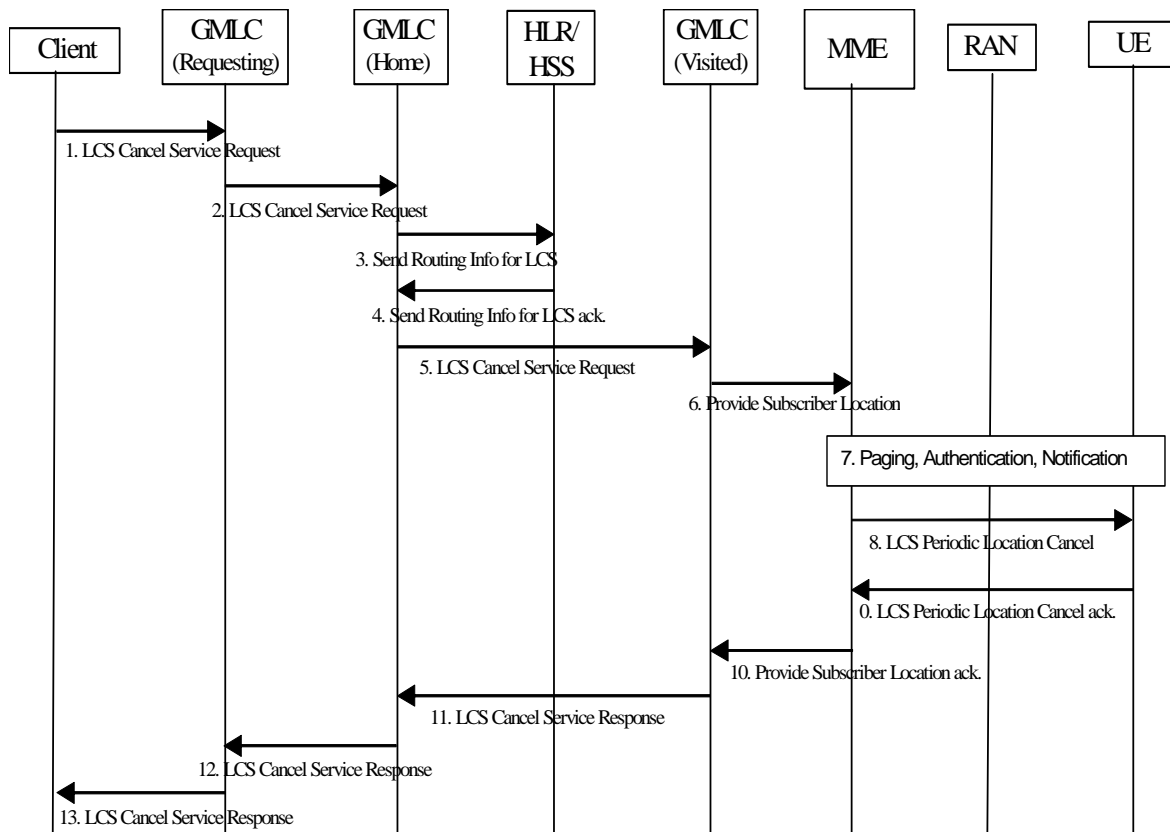 Client
GMLC
(Requesting)
GMLC
(Home)
HLR/
HSS
GMLC
(Visited)
MME
RAN
UE
1. LCS Cancel Service Request
2. LCS Cancel Service Request
3. Send Routing Info for LCS
4. Send Routing Info for LCS ack.
5. LCS Cancel Service Request
6. Provide Subscriber Location
7. Paging, Authentication, Notification
8. LCS Periodic Location Cancel
0. LCS Periodic Location Cancel ack.
10. Provide Subscriber Location ack.
11. LCS Cancel Service Response
12. LCS Cancel Service Response
13. LCS Cancel Service Response